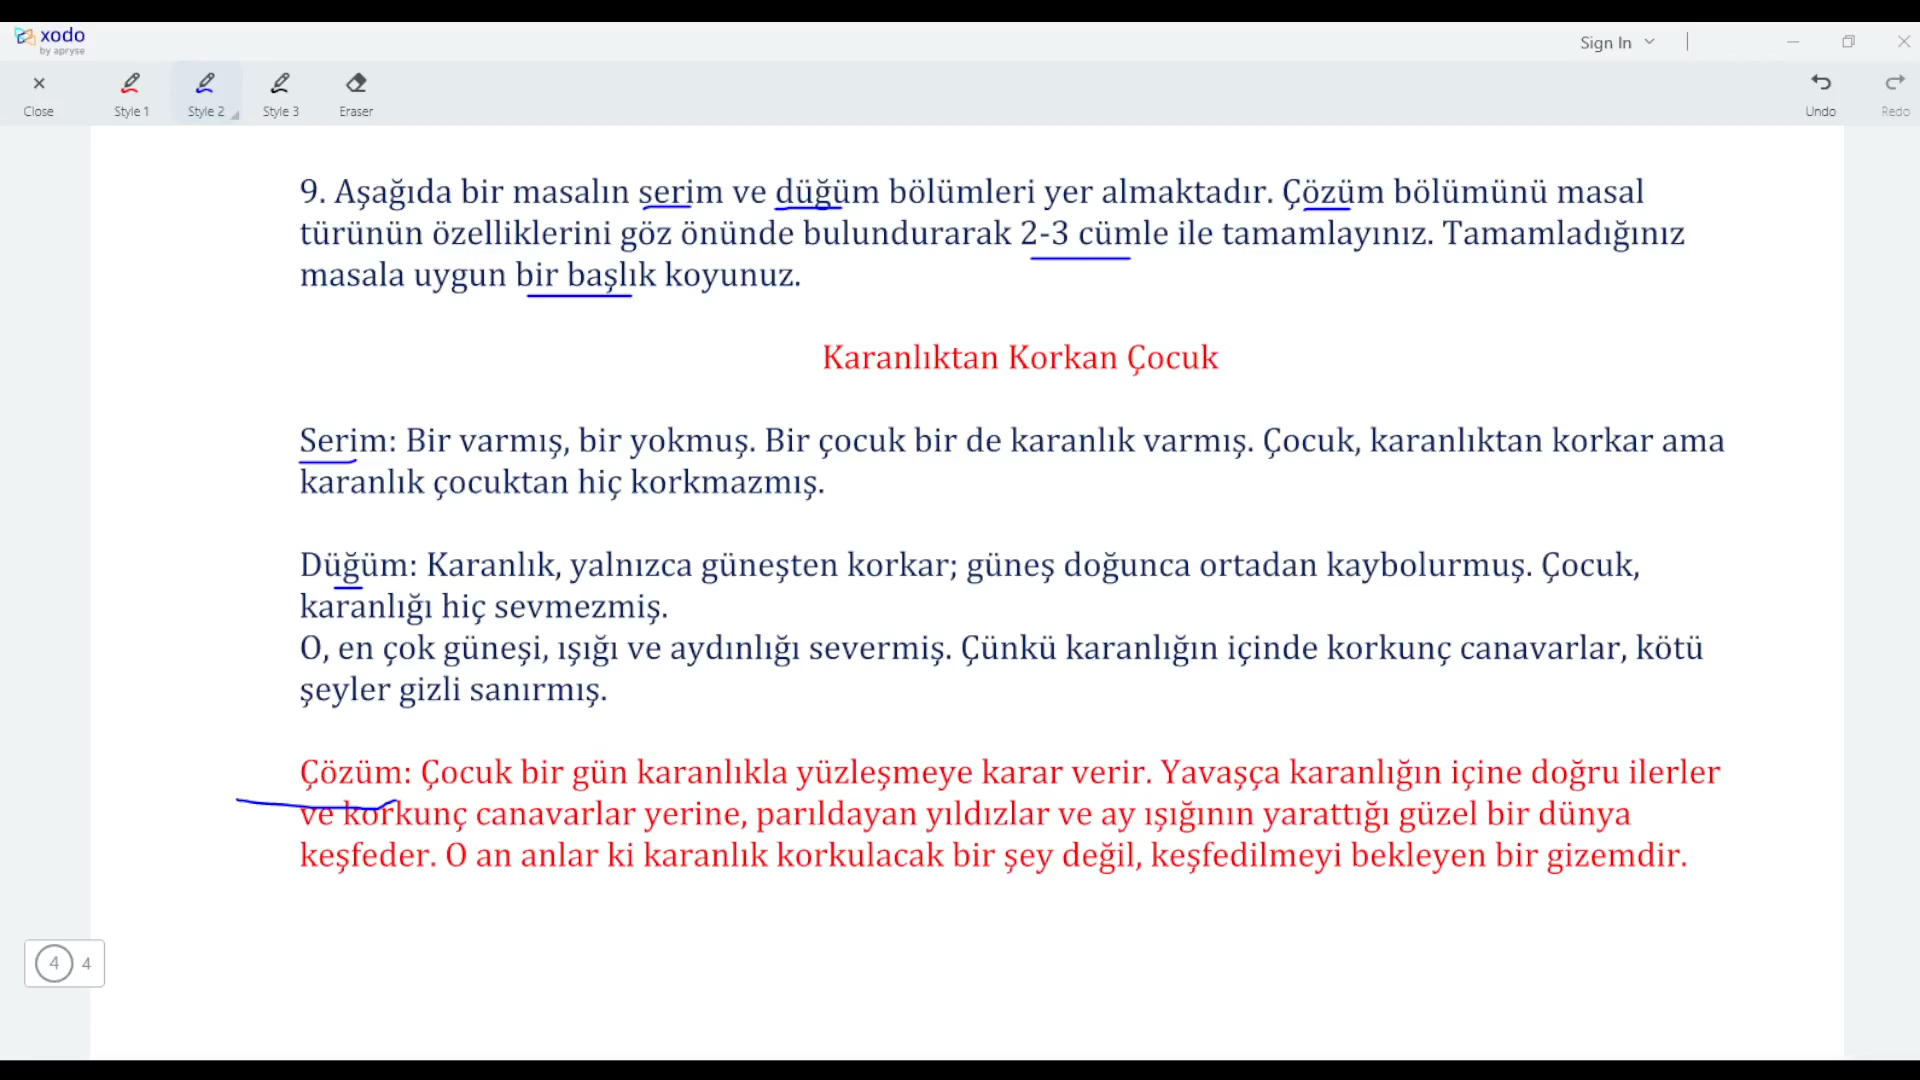 xodo
by apryse
Sign In
Close
Style 1
Style 2
Style 3
Eraser
Undo
Redo
9. Aşağıda bir masalın serim ve düğüm bölümleri yer almaktadır. Çözüm bölümünü masal
türünün özelliklerini göz önünde bulundurarak 2-3 cümle ile tamamlayınız. Tamamladığınız
masala uygun bir başlık koyunuz.
Karanlıktan Korkan Çocuk
Serim: Bir varmış, bir yokmuş. Bir çocuk bir de karanlık varmış. Çocuk, karanlıktan korkar ama
karanlık çocuktan hiç korkmazmış.
Düğüm: Karanlık, yalnızca güneşten korkar; güneş doğunca ortadan kaybolurmuş. Çocuk,
karanlığı hiç sevmezmiş.
O, en çok güneşi, ışığı ve aydınlığı severmiş. Çünkü karanlığın içinde korkunç canavarlar, kötü
şeyler gizli sanırmış.
Çözüm: Çocuk bir gün karanlıkla yüzleşmeye karar verir. Yavaşça karanlığın içine doğru ilerler
ve korkunç canavarlar yerine, parıldayan yıldızlar ve ay ışığının yarattığı güzel bir dünya
keşfeder. O an anlar ki karanlık korkulacak bir şey değil, keşfedilmeyi bekleyen bir gizemdir.
4 4